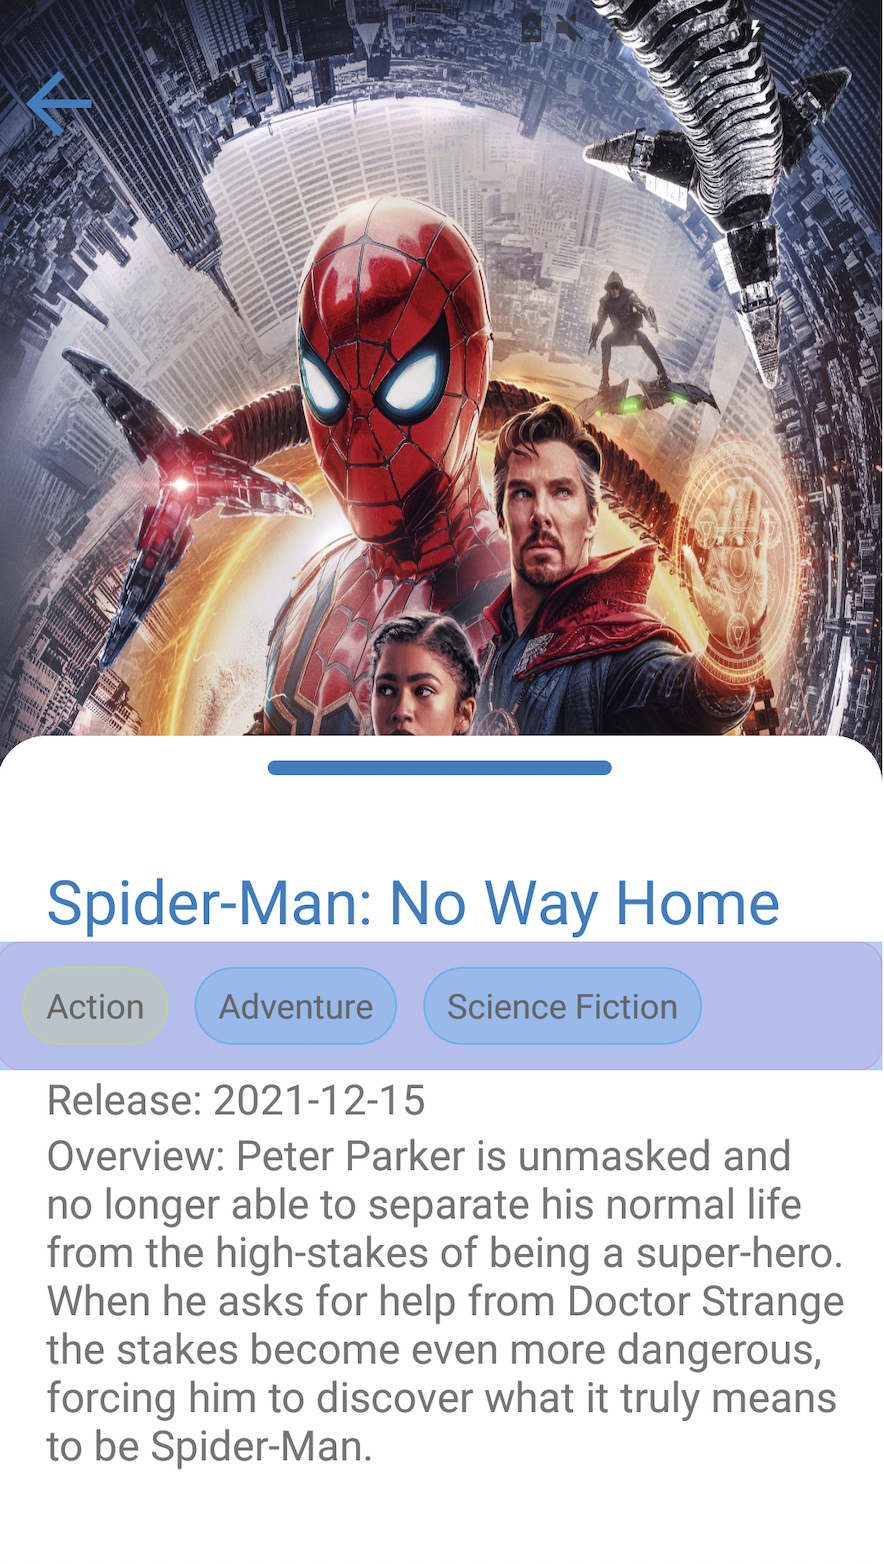 Spider-Man: No Way Home
Action Adventure Science Fiction
Release: 2021-12-15
Overview: Peter Parker is unmasked and
no longer able to separate his normal life
from the high-stakes of being a super-hero.
When he asks for help from Doctor Strange
the stakes become even more dangerous,
forcing him to discover what it truly means
to be Spider-Man.